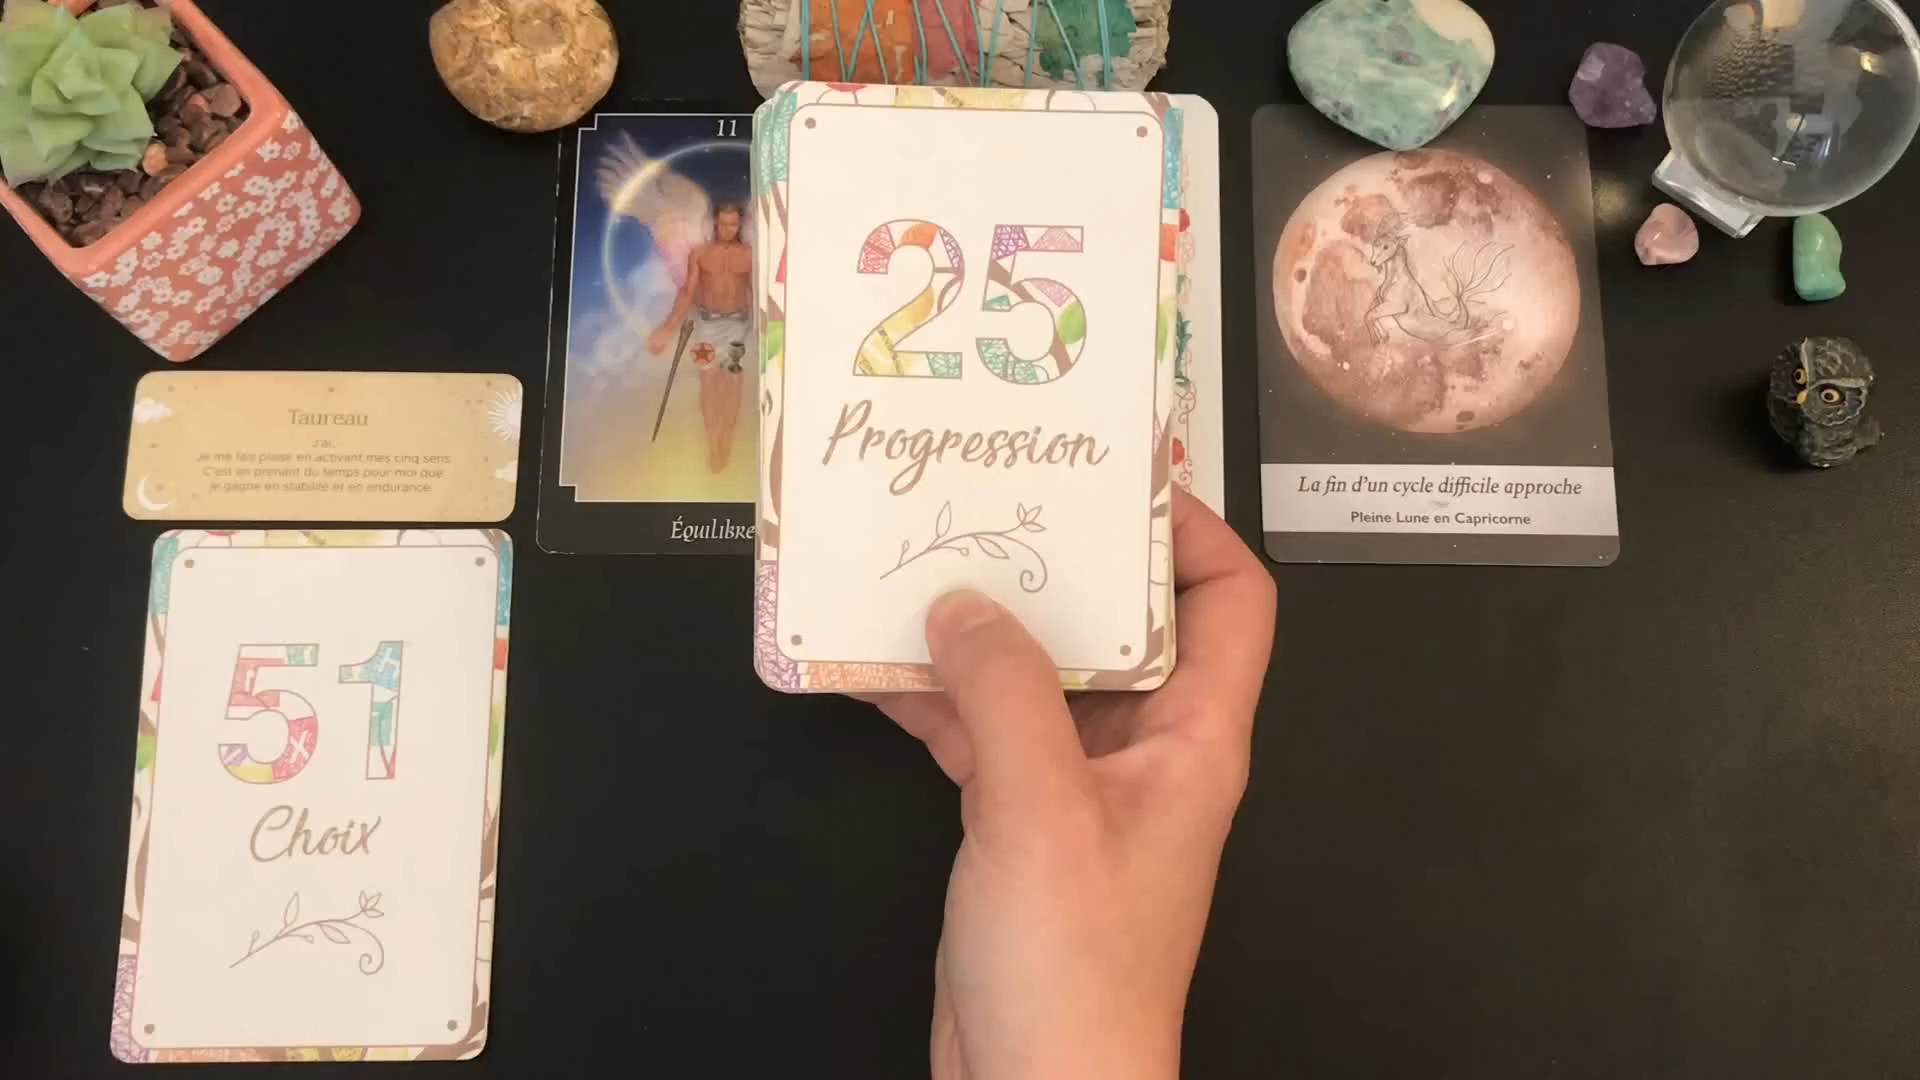 11
Équilibre
25
Progression
La fin d'un cycle difficile approche
Pleine Lune en Capricorne
Taureau
J'ai,
Je me fais plaisir en activant mes cinq sens.
C'est en prenant du temps pour moi que
je gagne en stabilité et en endurance.
51
Choix